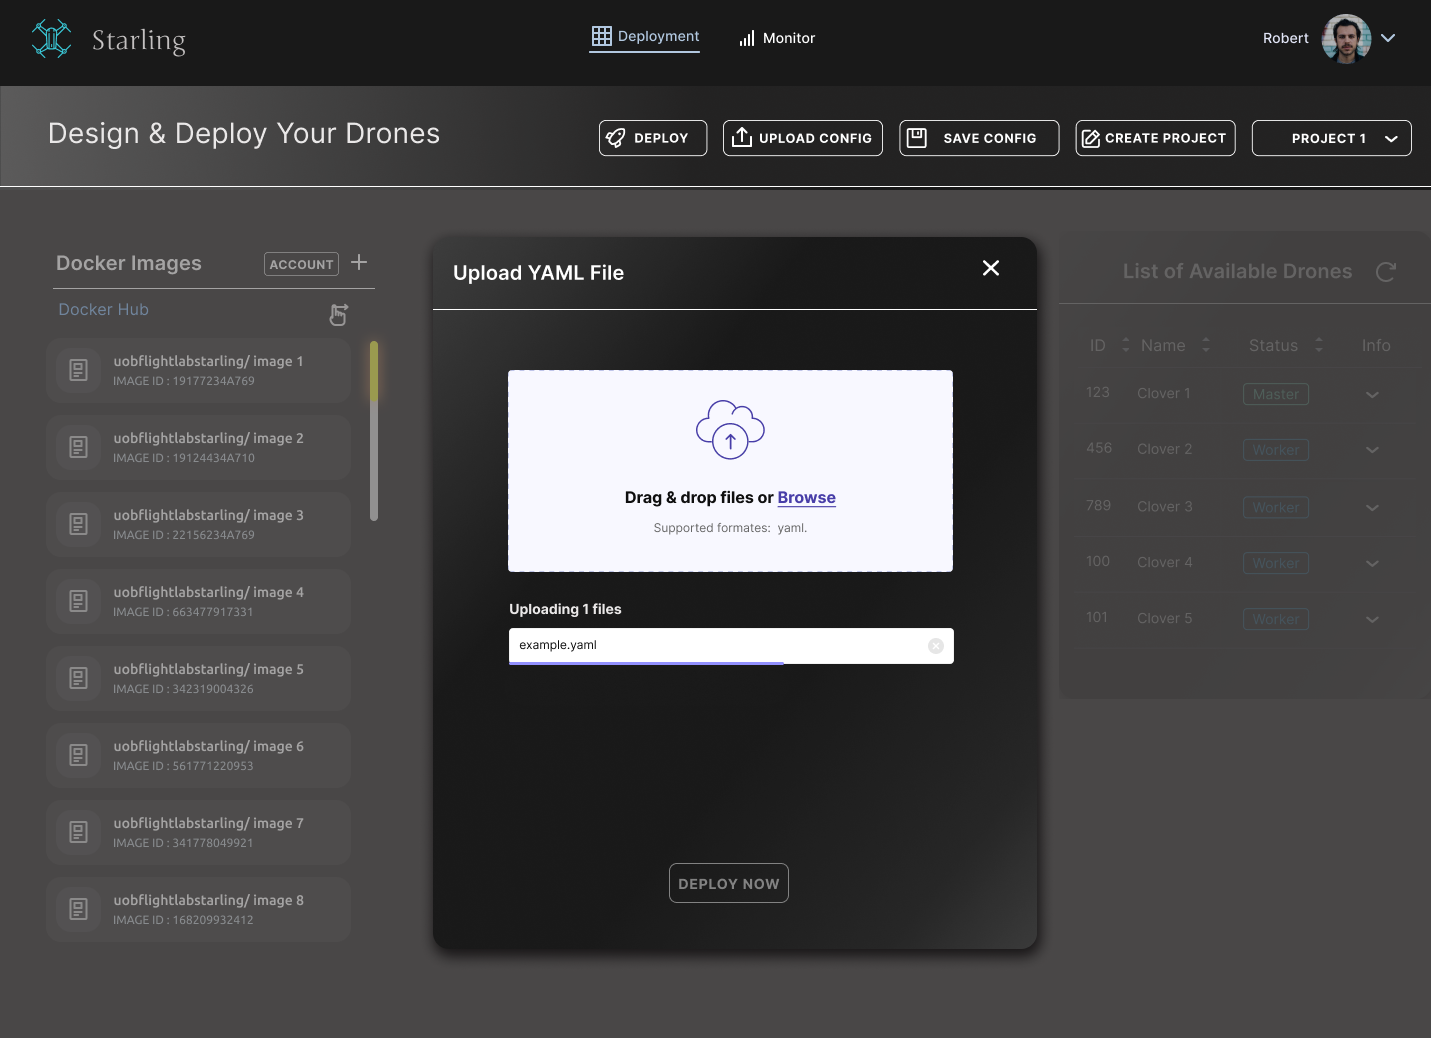 Starling
Deployment
Monitor
Robert
Design & Deploy Your Drones
DEPLOY
UPLOAD CONFIG
SAVE CONFIG
CREATE PROJECT
PROJECT 1
Docker Images
ACCOUNT
Docker Hub
uobflightlabstarling/ image 1
IMAGE ID : 19177234A769
uobflightlabstarling/ image 2
IMAGE ID : 19124434A710
uobflightlabstarling/ image 3
IMAGE ID : 22156234A769
uobflightlabstarling/ image 4
IMAGE ID : 663477917331
uobflightlabstarling/ image 5
IMAGE ID : 342319004326
uobflightlabstarling/ image 6
IMAGE ID : 561771220953
uobflightlabstarling/ image 7
IMAGE ID : 341778049921
uobflightlabstarling/ image 8
IMAGE ID : 168209932412
Upload YAML File
Drag & drop files or Browse
Supported formates: yaml.
Uploading 1 files
example.yaml
DEPLOY NOW
List of Available Drones
ID Name Status Info
123 Clover 1 Master
456 Clover 2 Worker
789 Clover 3 Worker
100 Clover 4 Worker
101 Clover 5 Worker